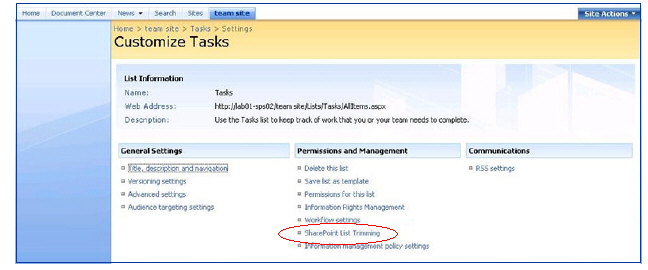 Home Document Center News Search Sites team site Site Actions
Home > team site > Tasks > Settings
Customize Tasks
List Information
Name: Tasks
Web Address: http://lab01-sps02/team site/Lists/Tasks/AllItems.aspx
Description: Use the Tasks list to keep track of work that you or your team needs to complete.
General Settings
Title, description and navigation
Versioning settings
Advanced settings
Audience targeting settings
Permissions and Management
Delete this list
Save list as template
Permissions for this list
Information Rights Management
Workflow settings
SharePoint List Trimming
Information management policy settings
Communications
RSS settings